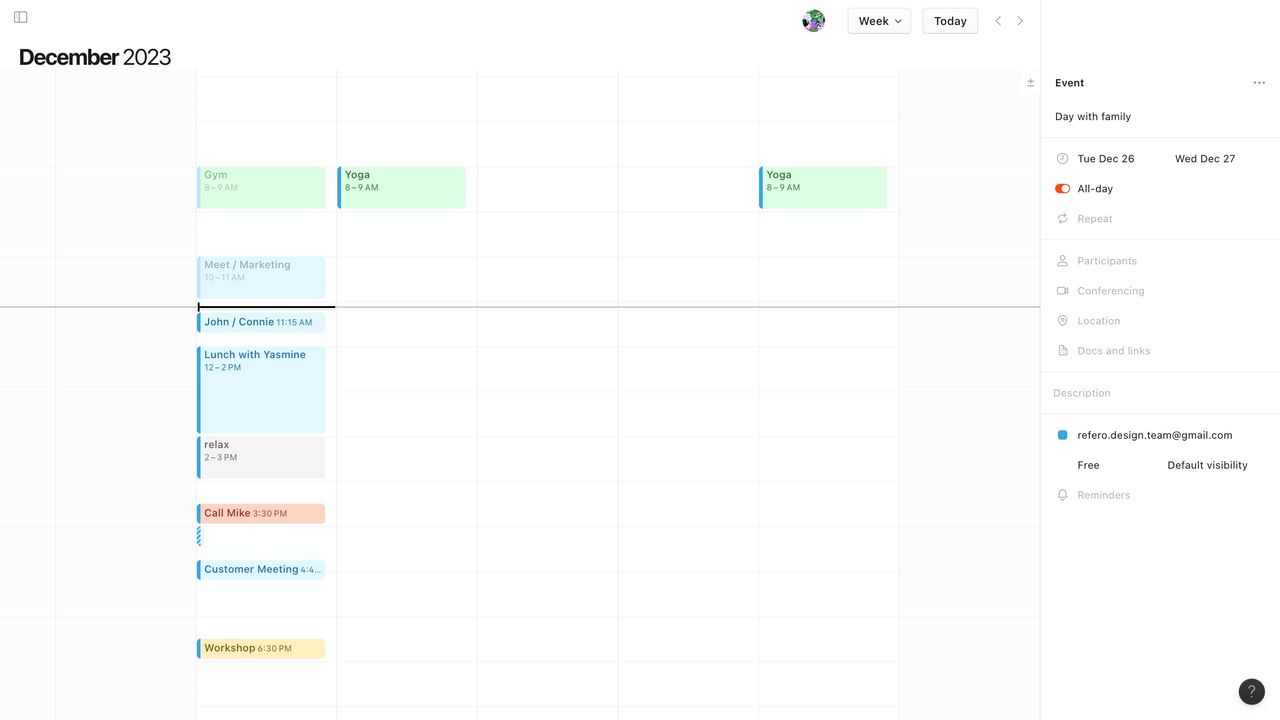 Week
Today
December 2023
Gym
8–9 AM
Yoga
8–9 AM
Yoga
8–9 AM
Meet / Marketing
10–11 AM
John / Connie 11:15 AM
Lunch with Yasmine
12–2 PM
relax
2–3 PM
Call Mike 3:30 PM
Customer Meeting 4:4...
Workshop 6:30 PM
Event
Day with family
Tue Dec 26 Wed Dec 27
All-day
Repeat
Participants
Conferencing
Location
Docs and links
Description
refero.design.team@gmail.com
Free Default visibility
Reminders
?